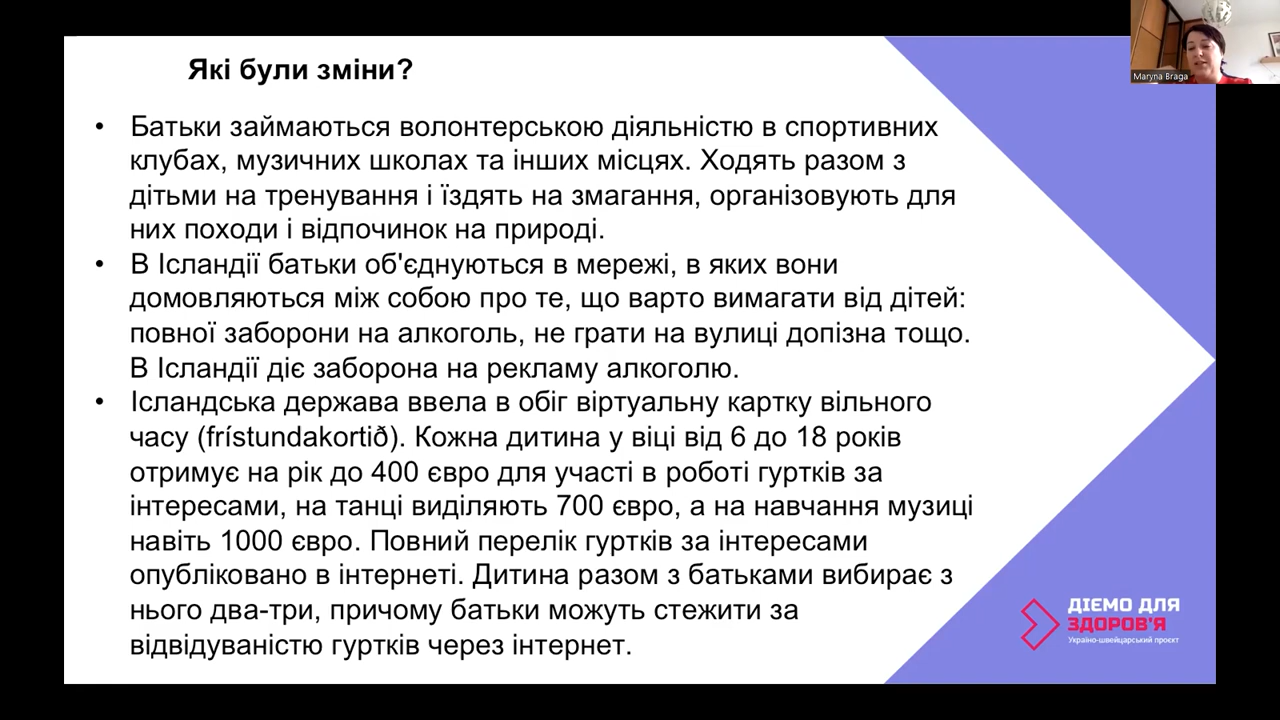 Які були зміни?
• Батьки займаються волонтерською діяльністю в спортивних
клубах, музичних школах та інших місцях. Ходять разом з
дітьми на тренування і їздять на змагання, організовують для
них походи і відпочинок на природі.
• В Ісландії батьки об'єднуються в мережі, в яких вони
домовляються між собою про те, що варто вимагати від дітей:
повної заборони на алкоголь, не грати на вулиці допізна тощо.
В Ісландії діє заборона на рекламу алкоголю.
• Ісландська держава ввела в обіг віртуальну картку вільного
часу (frístundakortið). Кожна дитина у віці від 6 до 18 років
отримує на рік до 400 євро для участі в роботі гуртків за
інтересами, на танці виділяють 700 євро, а на навчання музиці
навіть 1000 євро. Повний перелік гуртків за інтересами
опубліковано в інтернеті. Дитина разом з батьками вибирає з
нього два-три, причому батьки можуть стежити за
відвідуваністю гуртків через інтернет.
Maryna Braga
ДІЄМО ДЛЯ
ЗДОРОВ'Я
Україно-швейцарський проєкт